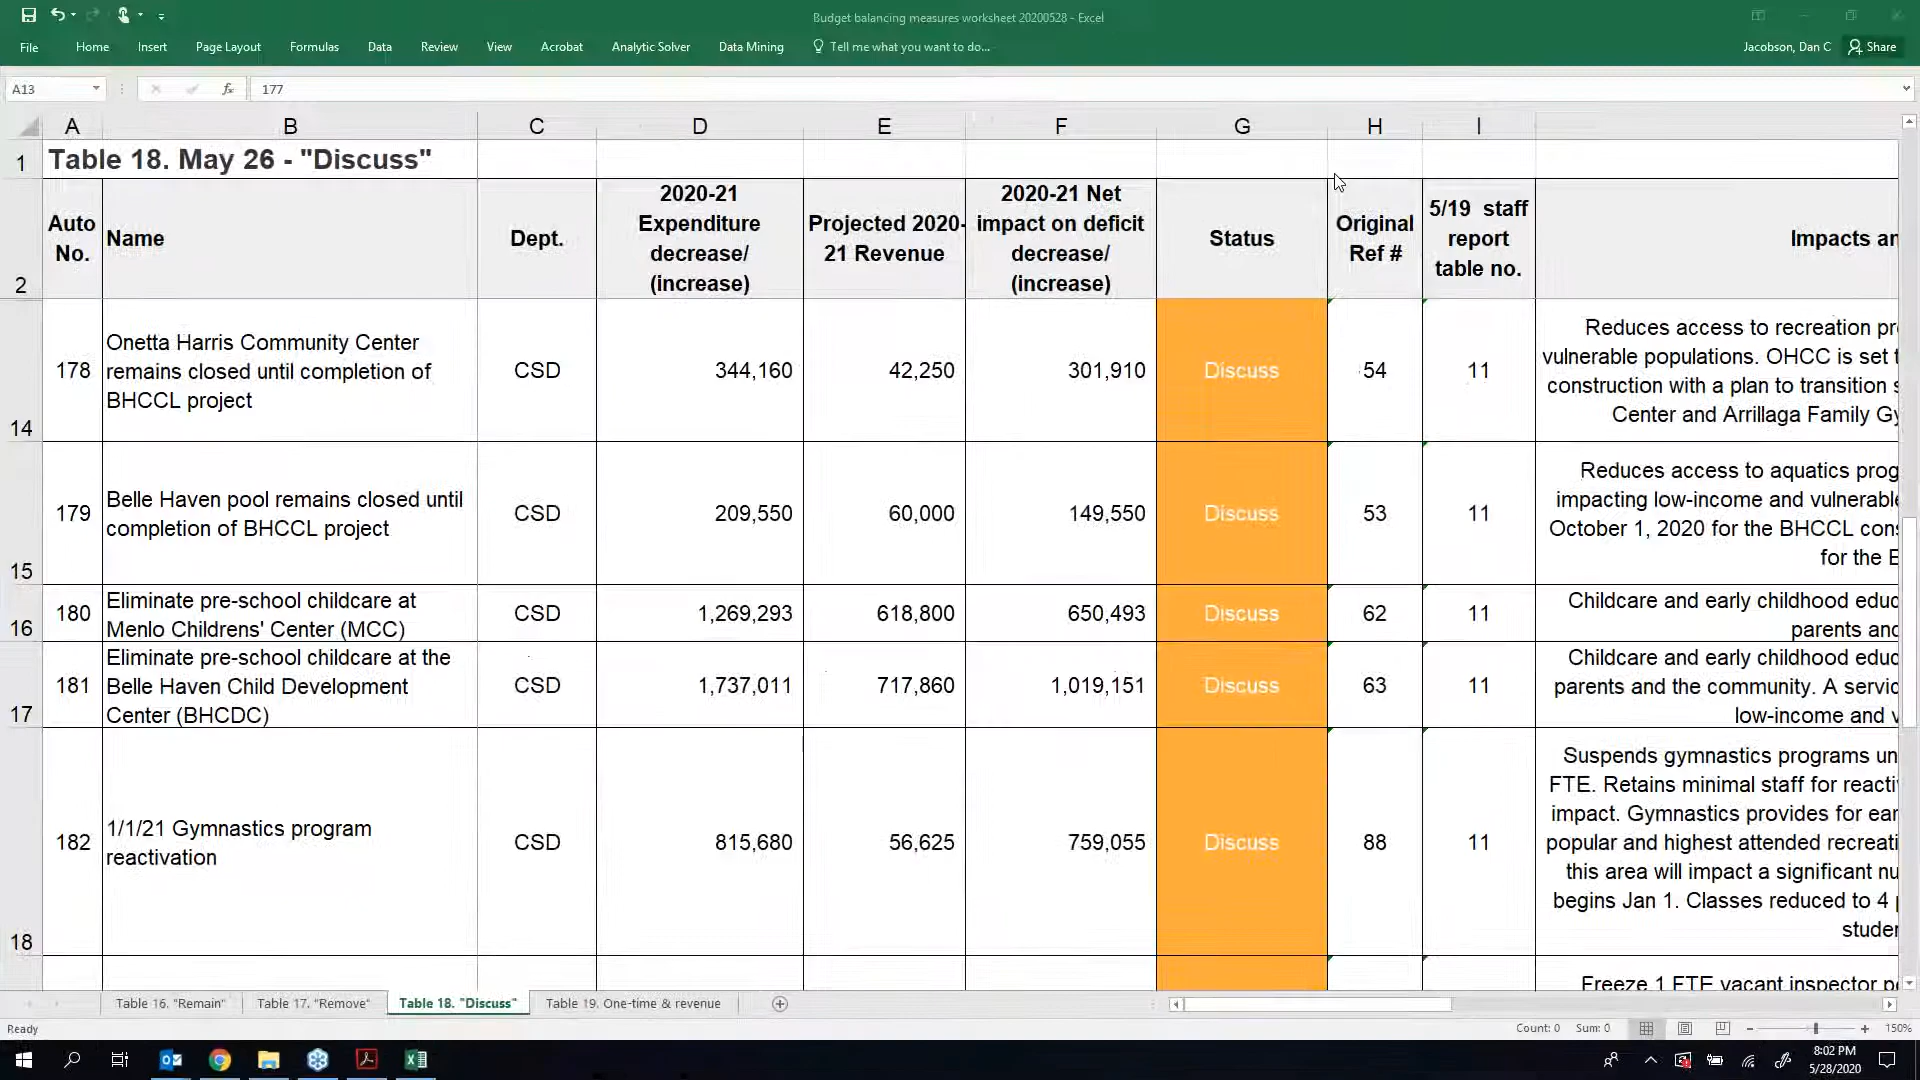 Budget balancing measures worksheet 20200528 - Excel
File Home Insert Page Layout Formulas Data Review View Acrobat Analytic Solver Data Mining Tell me what you want to do... Jacobson, Dan C Share
A13 fx 177
A B C D E F G H I
1 Table 18. May 26 - "Discuss"
2
Auto
No.
Name
Dept.
2020-21
Expenditure
decrease/
(increase)
Projected 2020-
21 Revenue
2020-21 Net
impact on deficit
decrease/
(increase)
Status
Original
Ref #
5/19 staff
report
table no.
Impacts an
14
178
Onetta Harris Community Center
remains closed until completion of
BHCCL project
CSD 344,160 42,250 301,910 Discuss 54 11
Reduces access to recreation pr
vulnerable populations. OHCC is set t
construction with a plan to transition s
Center and Arrillaga Family Gy
15
179
Belle Haven pool remains closed until
completion of BHCCL project
CSD 209,550 60,000 149,550 Discuss 53 11
Reduces access to aquatics prog
impacting low-income and vulnerable
October 1, 2020 for the BHCCL cons
for the E
16
180
Eliminate pre-school childcare at
Menlo Childrens' Center (MCC)
CSD 1,269,293 618,800 650,493 Discuss 62 11
Childcare and early childhood educ
parents and
17
181
Eliminate pre-school childcare at the
Belle Haven Child Development
Center (BHCDC)
CSD 1,737,011 717,860 1,019,151 Discuss 63 11
Childcare and early childhood educ
parents and the community. A servic
low-income and v
18
182
1/1/21 Gymnastics program
reactivation
CSD 815,680 56,625 759,055 Discuss 88 11
Suspends gymnastics programs un
FTE. Retains minimal staff for reacti
impact. Gymnastics provides for ear
popular and highest attended recreati
this area will impact a significant nu
begins Jan 1. Classes reduced to 4 p
studen
Freeze 1 FTE vacant inspector po
Table 16. "Remain" Table 17. "Remove" Table 18. "Discuss" Table 19. One-time & revenue
Ready Count: 0 Sum: 0 150%
8:02 PM
5/28/2020